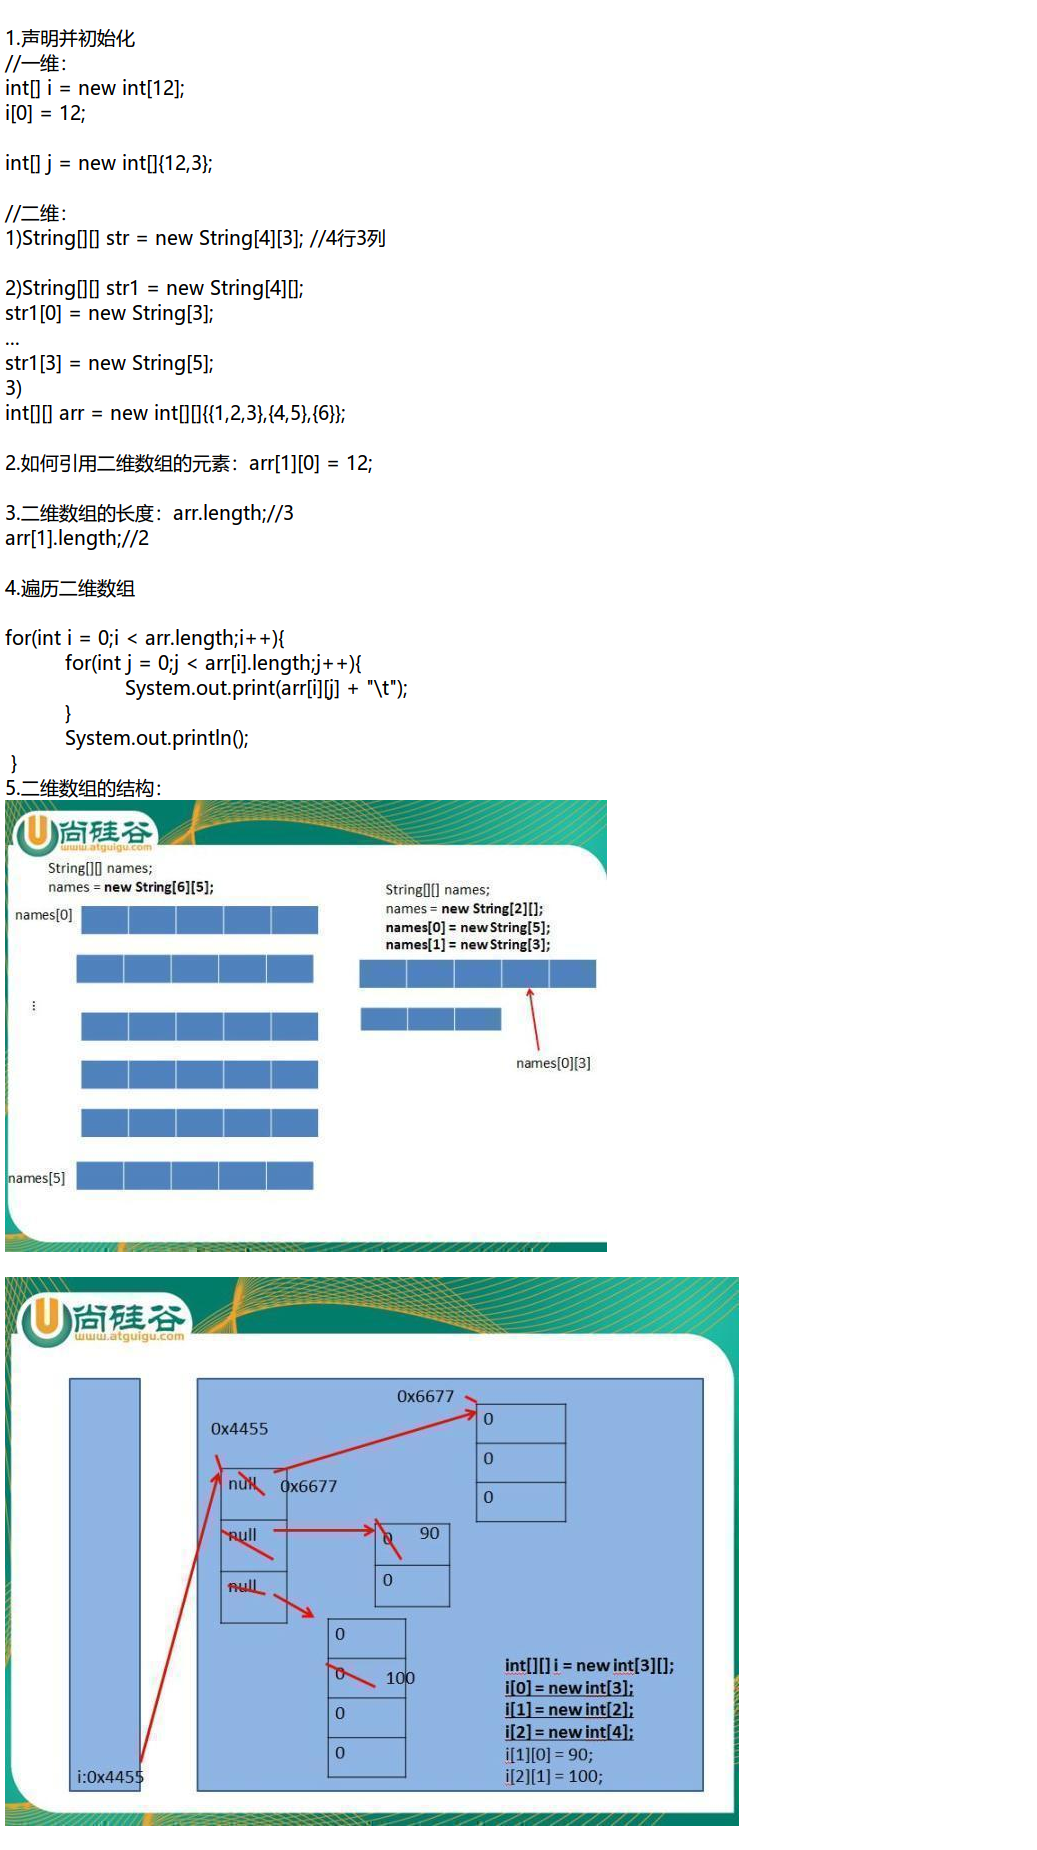 1.声明并初始化
//一维：
int[] i = new int[12];
i[0] = 12;
int[] j = new int[]{12,3};
//二维：
1)String[][] str = new String[4][3]; //4行3列
2)String[][] str1 = new String[4][];
str1[0] = new String[3];
...
str1[3] = new String[5];
3)
int[][] arr = new int[][]{{1,2,3},{4,5},{6}};
2.如何引用二维数组的元素：arr[1][0] = 12;
3.二维数组的长度：arr.length;//3
arr[1].length;//2
4.遍历二维数组
for(int i = 0;i < arr.length;i++){
for(int j = 0;j < arr[i].length;j++){
System.out.print(arr[i][j] + "\t");
}
System.out.println();
}
5.二维数组的结构：
尚硅谷
www.atguigu.com
String[][] names;
names = new String[6][5];
names[0]
...
names[5]
String[][] names;
names = new String[2][];
names[0] = new String[5];
names[1] = new String[3];
names[0][3]
尚硅谷
www.atguigu.com
0x6677
0
0
0
0x4455
null
0x6677
null
0
90
0
null
0
0
100
0
0
int[][] i = new int[3][];
i[0] = new int[3];
i[1] = new int[2];
i[2] = new int[4];
i[1][0] = 90;
i[2][1] = 100;
i:0x4455